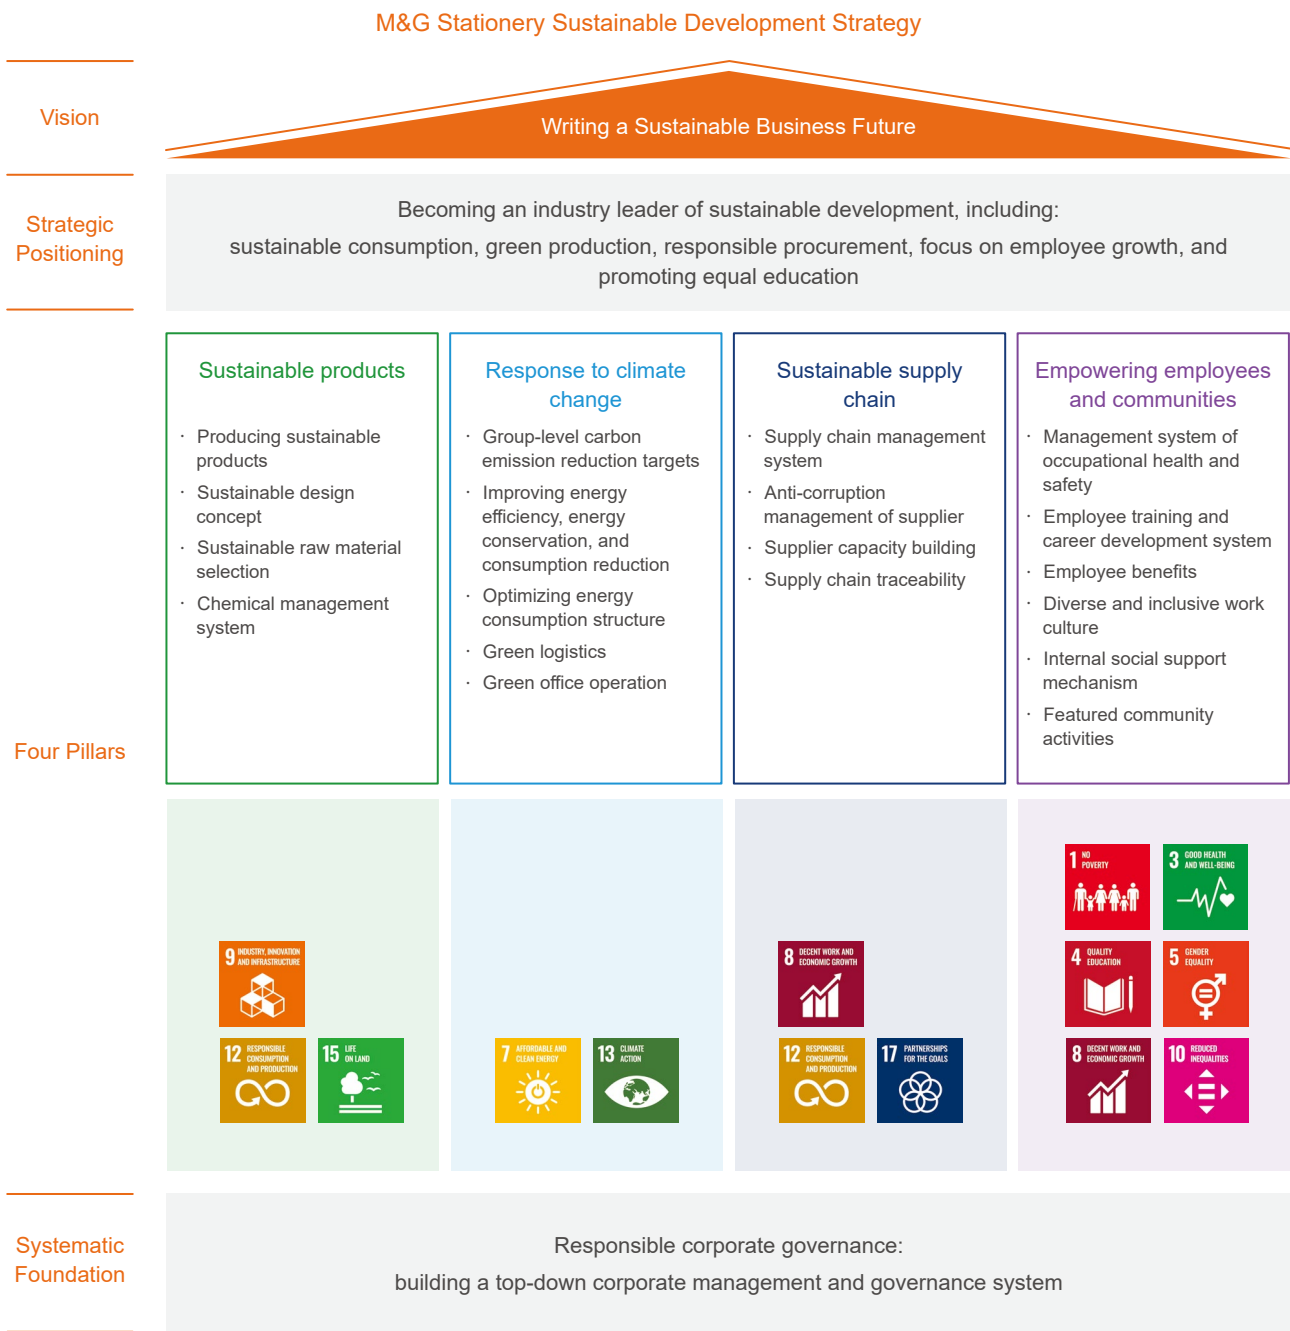 M&G Stationery Sustainable Development Strategy
Vision
Writing a Sustainable Business Future
Strategic
Positioning
Becoming an industry leader of sustainable development, including:
sustainable consumption, green production, responsible procurement, focus on employee growth, and
promoting equal education
Four Pillars
Sustainable products
· Producing sustainable
products
· Sustainable design
concept
· Sustainable raw material
selection
· Chemical management
system
Response to climate
change
· Group-level carbon
emission reduction targets
· Improving energy
efficiency, energy
conservation, and
consumption reduction
· Optimizing energy
consumption structure
· Green logistics
· Green office operation
Sustainable supply
chain
· Supply chain management
system
· Anti-corruption
management of supplier
· Supplier capacity building
· Supply chain traceability
Empowering employees
and communities
· Management system of
occupational health and
safety
· Employee training and
career development system
· Employee benefits
· Diverse and inclusive work
culture
· Internal social support
mechanism
· Featured community
activities
9 INDUSTRY, INNOVATION
AND INFRASTRUCTURE
12 RESPONSIBLE
CONSUMPTION
AND PRODUCTION
15 LIFE
ON LAND
7 AFFORDABLE AND
CLEAN ENERGY
13 CLIMATE
ACTION
8 DECENT WORK AND
ECONOMIC GROWTH
12 RESPONSIBLE
CONSUMPTION
AND PRODUCTION
17 PARTNERSHIPS
FOR THE GOALS
1 NO
POVERTY
3 GOOD HEALTH
AND WELL-BEING
4 QUALITY
EDUCATION
5 GENDER
EQUALITY
8 DECENT WORK AND
ECONOMIC GROWTH
10 REDUCED
INEQUALITIES
Systematic
Foundation
Responsible corporate governance:
building a top-down corporate management and governance system